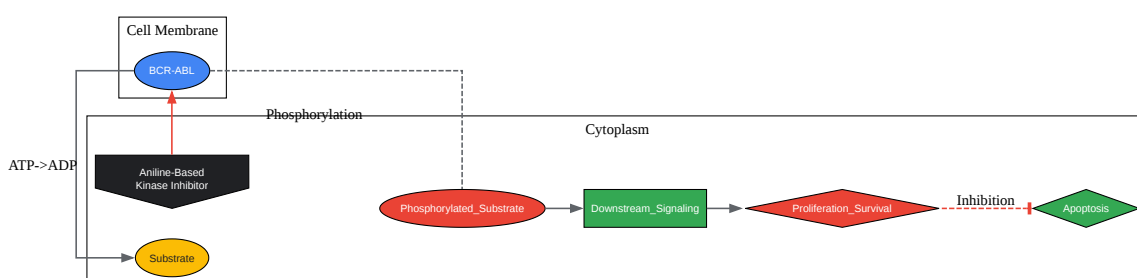 Cell Membrane
BCR-ABL
Phosphorylation
Cytoplasm
ATP->ADP
Aniline-Based
Kinase Inhibitor
Phosphorylated_Substrate
Downstream_Signaling
Proliferation_Survival
Inhibition
Apoptosis
Substrate